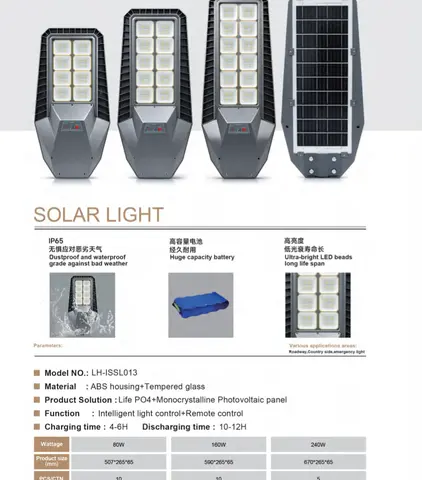 SOLAR LIGHT
IP65
无惧应对恶劣天气
Dustproof and waterproof
grade against bad weather
高容量电池
经久耐用
Huge capacity battery
高亮度
低光衰寿命长
Ultra-bright LED beads
long life span
Parameters:
Various applications areas:
Roadway,Country side,emergency light
Model NO.: LH-ISSL013
Material : ABS housing+Tempered glass
Product Solution : Life PO4+Monocrystalline Photovoltaic panel
Function : Intelligent light control+Remote control
Charging time : 4-6H Discharging time : 10-12H
Wattage 80W 160W 240W
Product size
(mm) 507*265*65 590*265*65 670*265*65
PCS/CTN 10 10 5